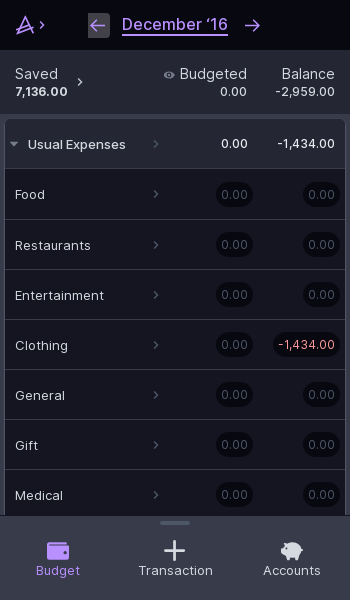 December ‘16
Saved Budgeted Balance
7,136.00 0.00 -2,959.00
Usual Expenses 0.00 -1,434.00
Food 0.00 0.00
Restaurants 0.00 0.00
Entertainment 0.00 0.00
Clothing 0.00 -1,434.00
General 0.00 0.00
Gift 0.00 0.00
Medical 0.00 0.00
Budget Transaction Accounts